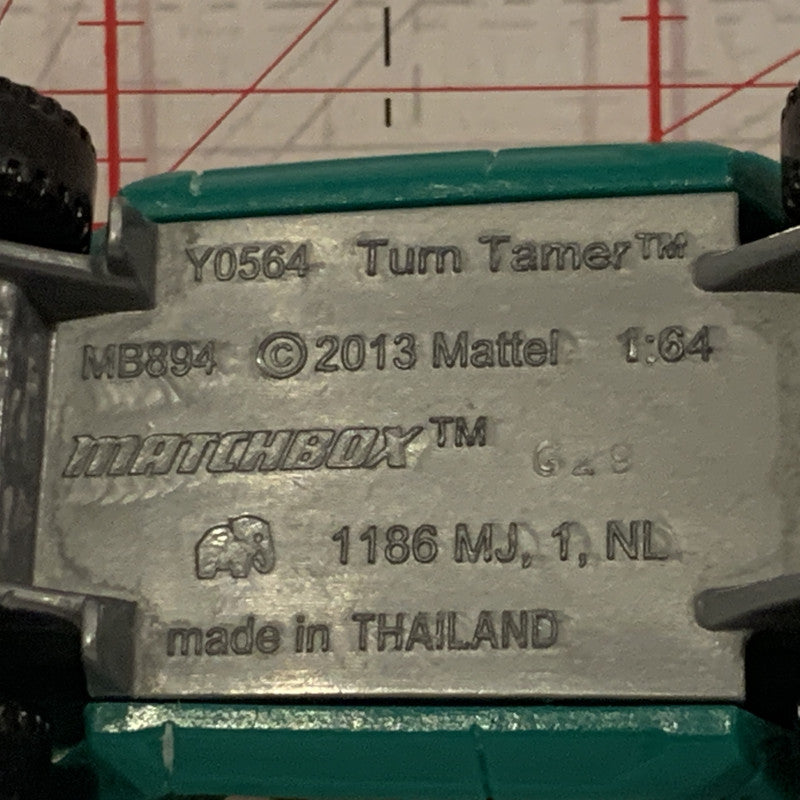 Y0564 Turn Tamer™
MB894 ©2013 Mattel 1:64
MATCHBOX™
1186 MJ, 1, NL
made in THAILAND